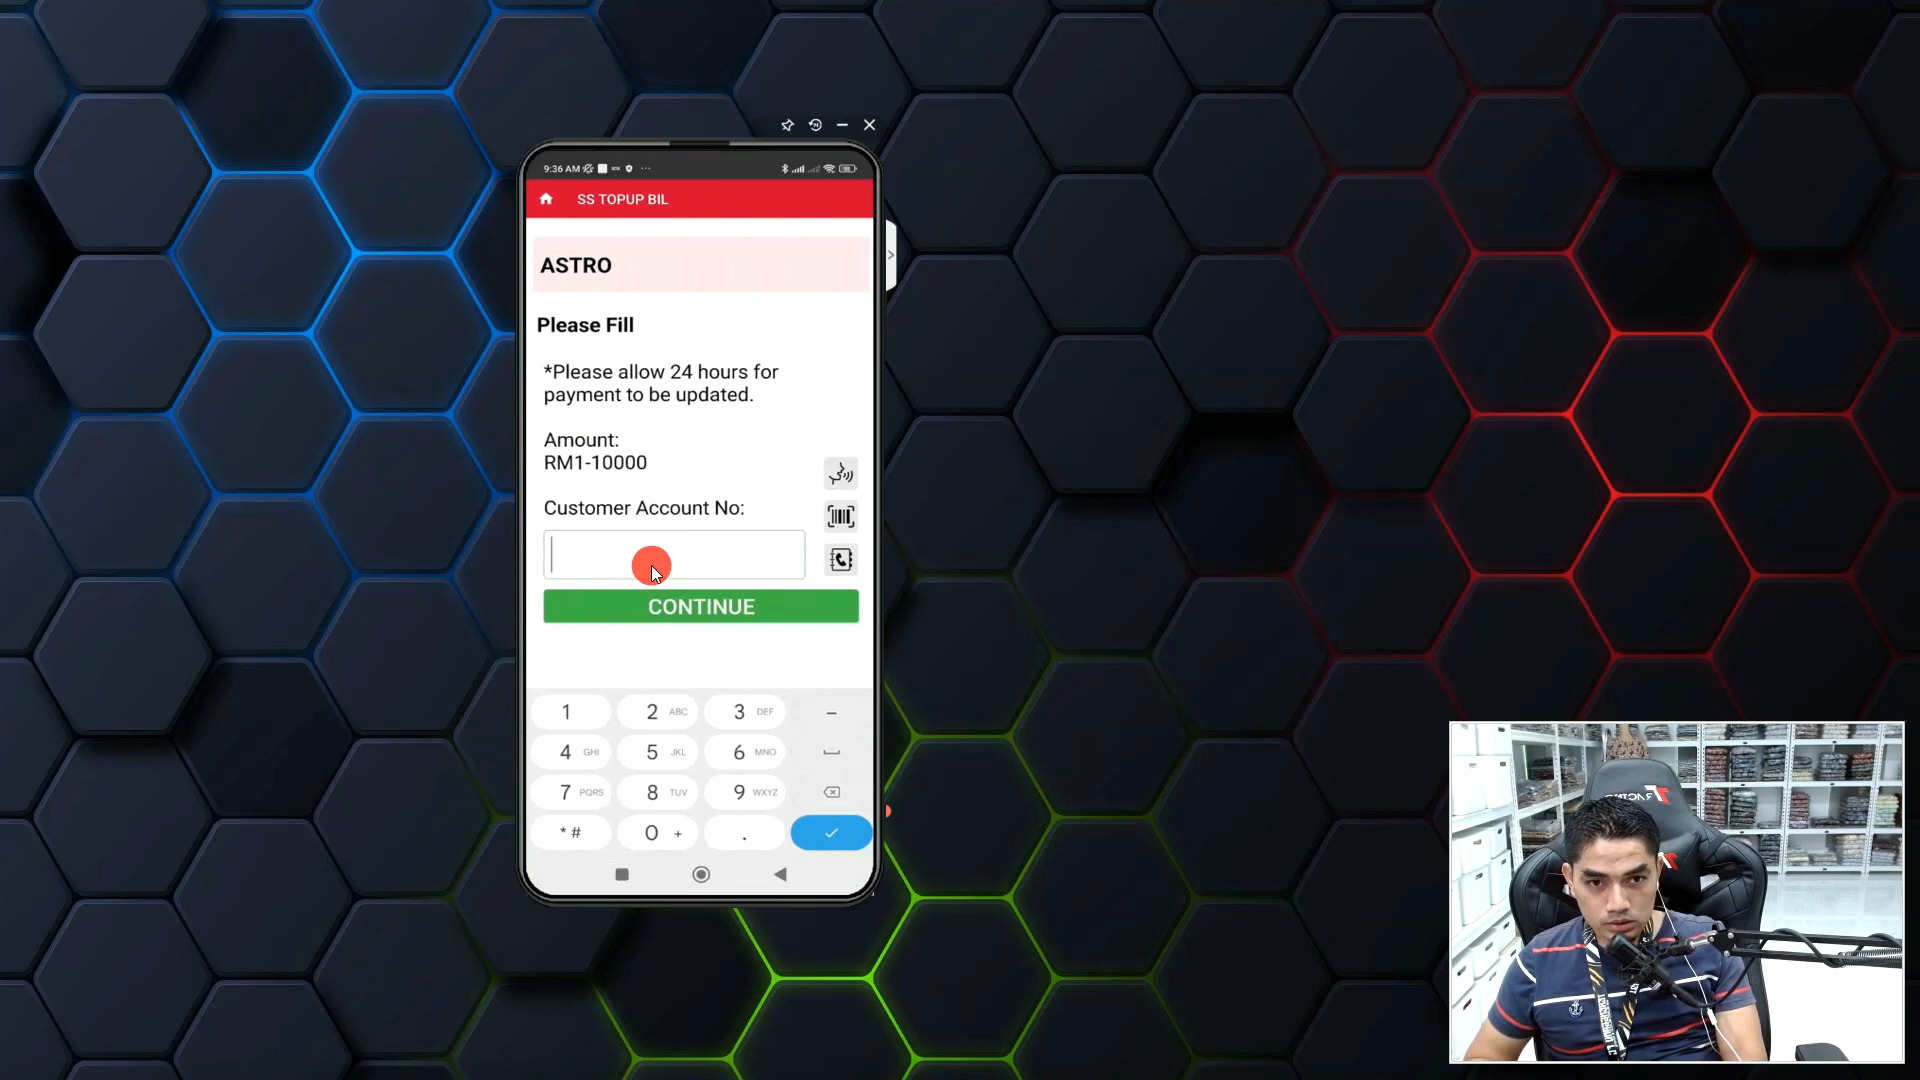 9:36 AM
SS TOPUP BIL
ASTRO
Please Fill
*Please allow 24 hours for
payment to be updated.
Amount:
RM1-10000
Customer Account No:
CONTINUE
1
2 ABC
3 DEF
-
4 GHI
5 JKL
6 MNO
7 PQRS
8 TUV
9 WXYZ
* #
0 +
.